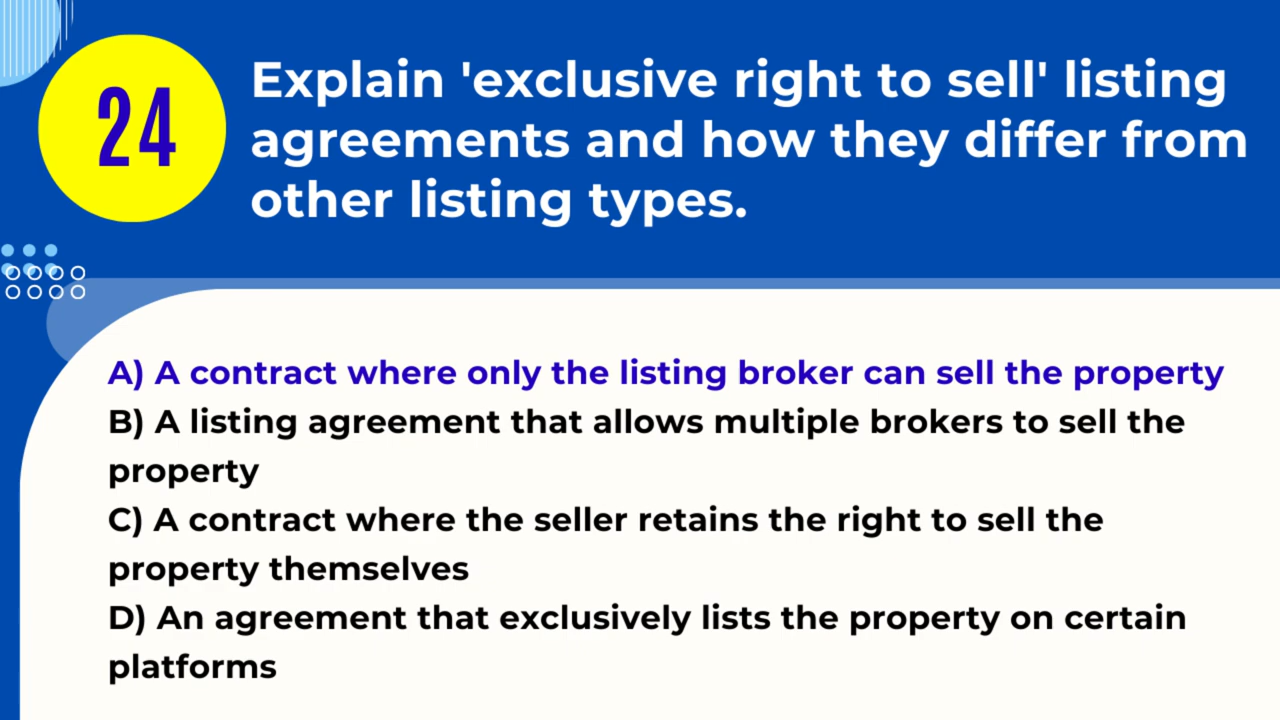 24
Explain 'exclusive right to sell' listing
agreements and how they differ from
other listing types.
A) A contract where only the listing broker can sell the property
B) A listing agreement that allows multiple brokers to sell the
property
C) A contract where the seller retains the right to sell the
property themselves
D) An agreement that exclusively lists the property on certain
platforms